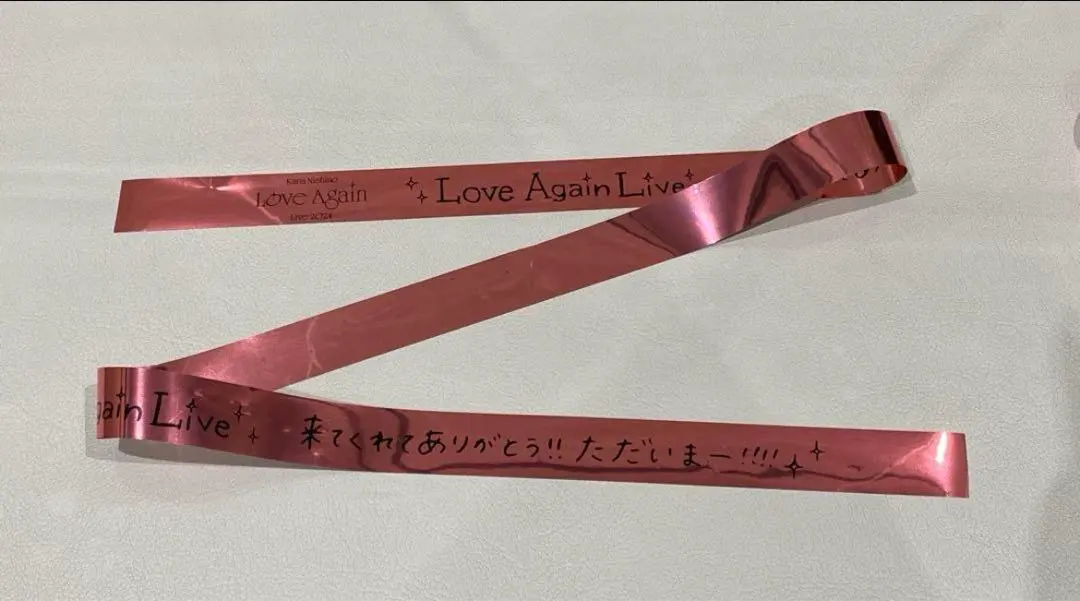 Kana Nishino
Love Again
Live 2024
Love Again Live
ain Live
来てくれてありがとう!! ただいまー!!!!